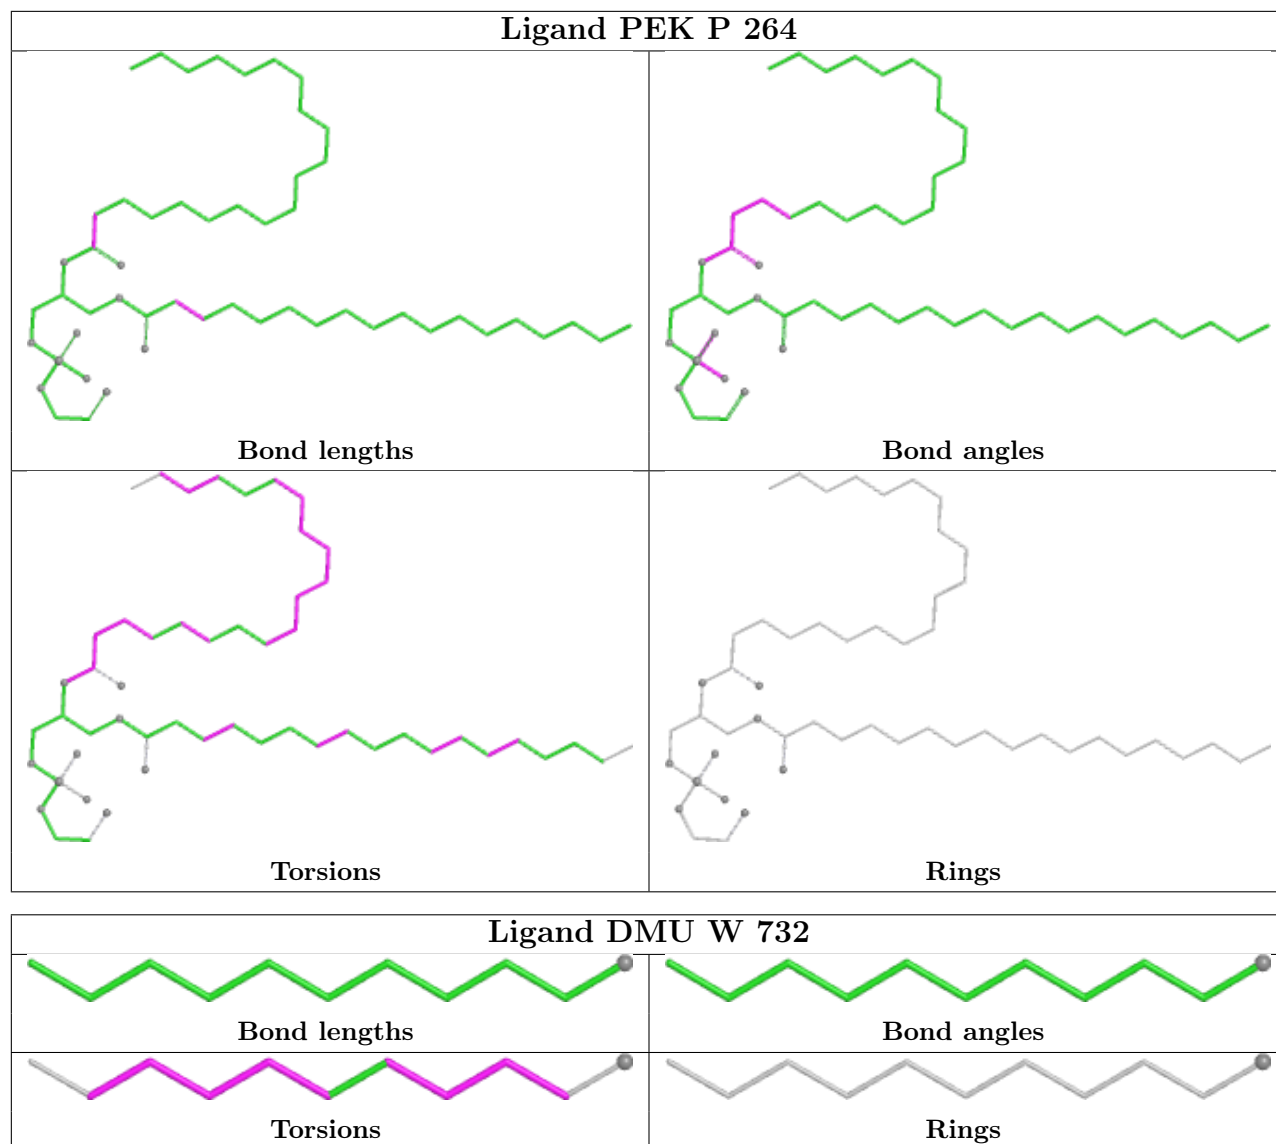 Ligand PEK P 264
Bond lengths
Bond angles
Torsions
Rings
Ligand DMU W 732
Bond lengths
Bond angles
Torsions
Rings